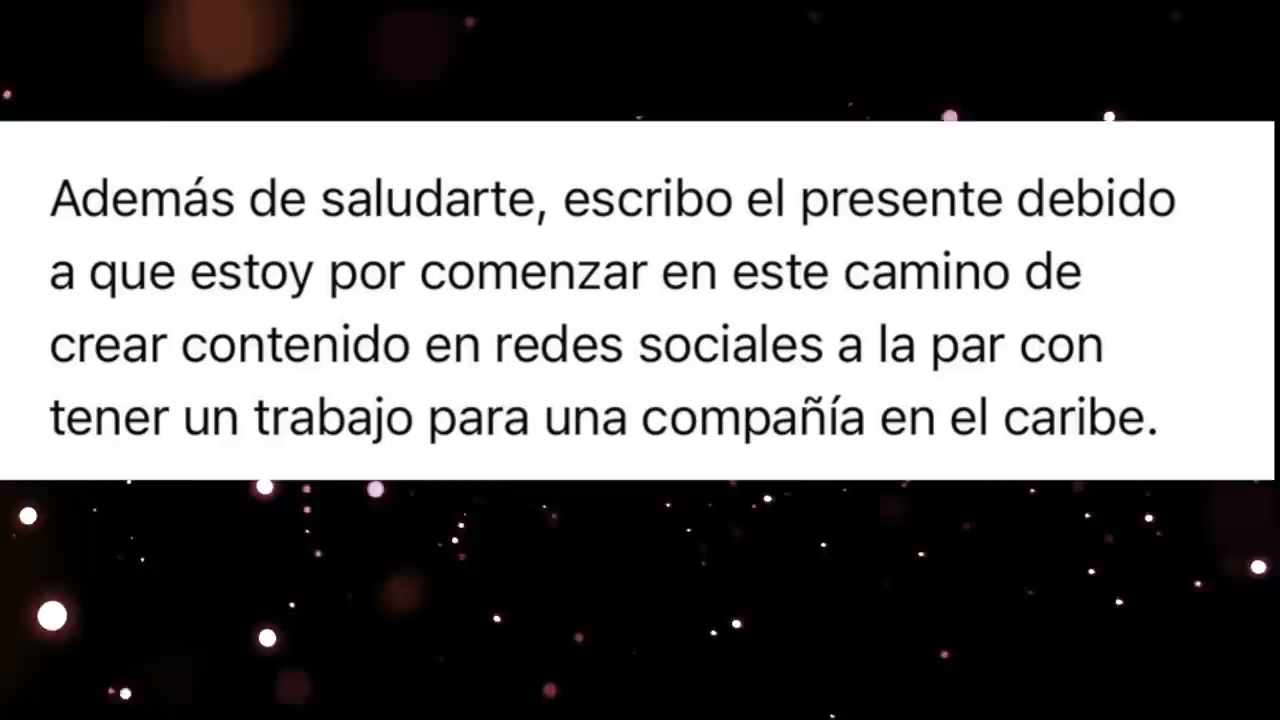 Además de saludarte, escribo el presente debido
a que estoy por comenzar en este camino de
crear contenido en redes sociales a la par con
tener un trabajo para una compañía en el caribe.